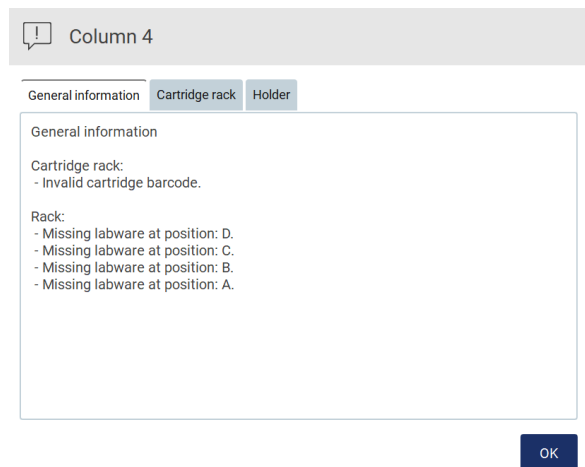 Column 4
General information Cartridge rack Holder
General information
Cartridge rack:
- Invalid cartridge barcode.
Rack:
- Missing labware at position: D.
- Missing labware at position: C.
- Missing labware at position: B.
- Missing labware at position: A.
OK